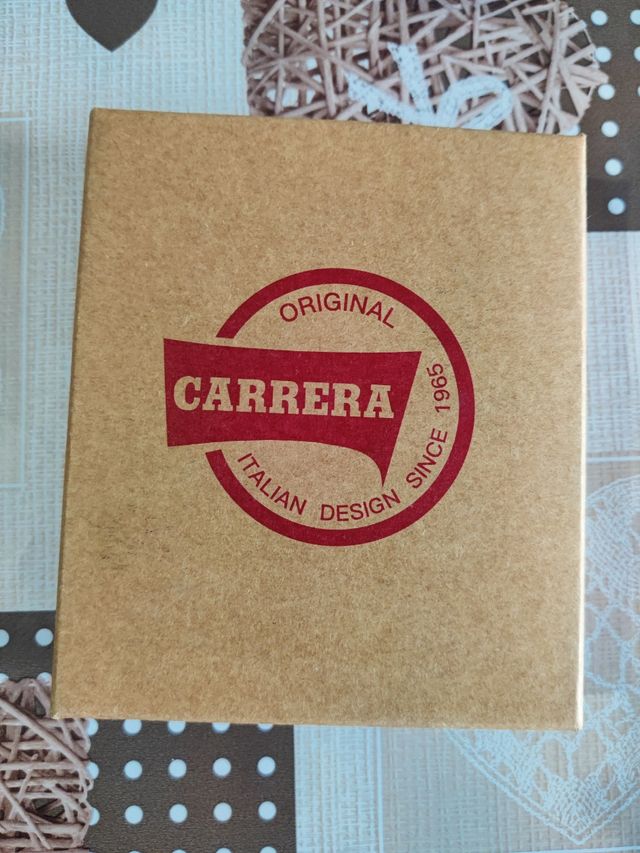 ORIGINAL
CARRERA
ITALIAN DESIGN SINCE 1965